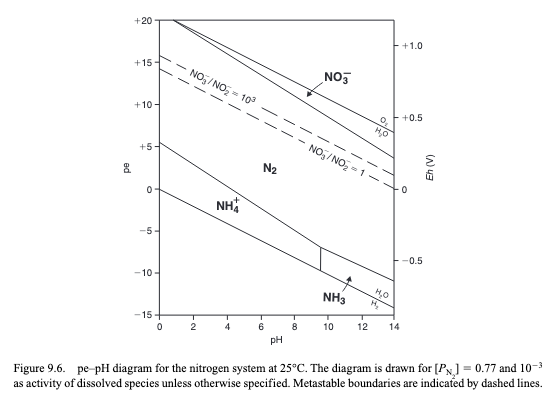 +20
+15
+10
+5
0
−5
−10
−15
pe
+1.0
+0.5
0
−0.5
Eh (V)
NO₃⁻
O₂
H₂O
NO₃⁻/NO₂⁻ = 10³
NO₃⁻/NO₂⁻ = 1
N₂
NH₄⁺
NH₃
H₂O
H₂
0 2 4 6 8 10 12 14
pH
Figure 9.6. pe–pH diagram for the nitrogen system at 25°C. The diagram is drawn for [P_N₂] = 0.77 and 10⁻³
as activity of dissolved species unless otherwise specified. Metastable boundaries are indicated by dashed lines.